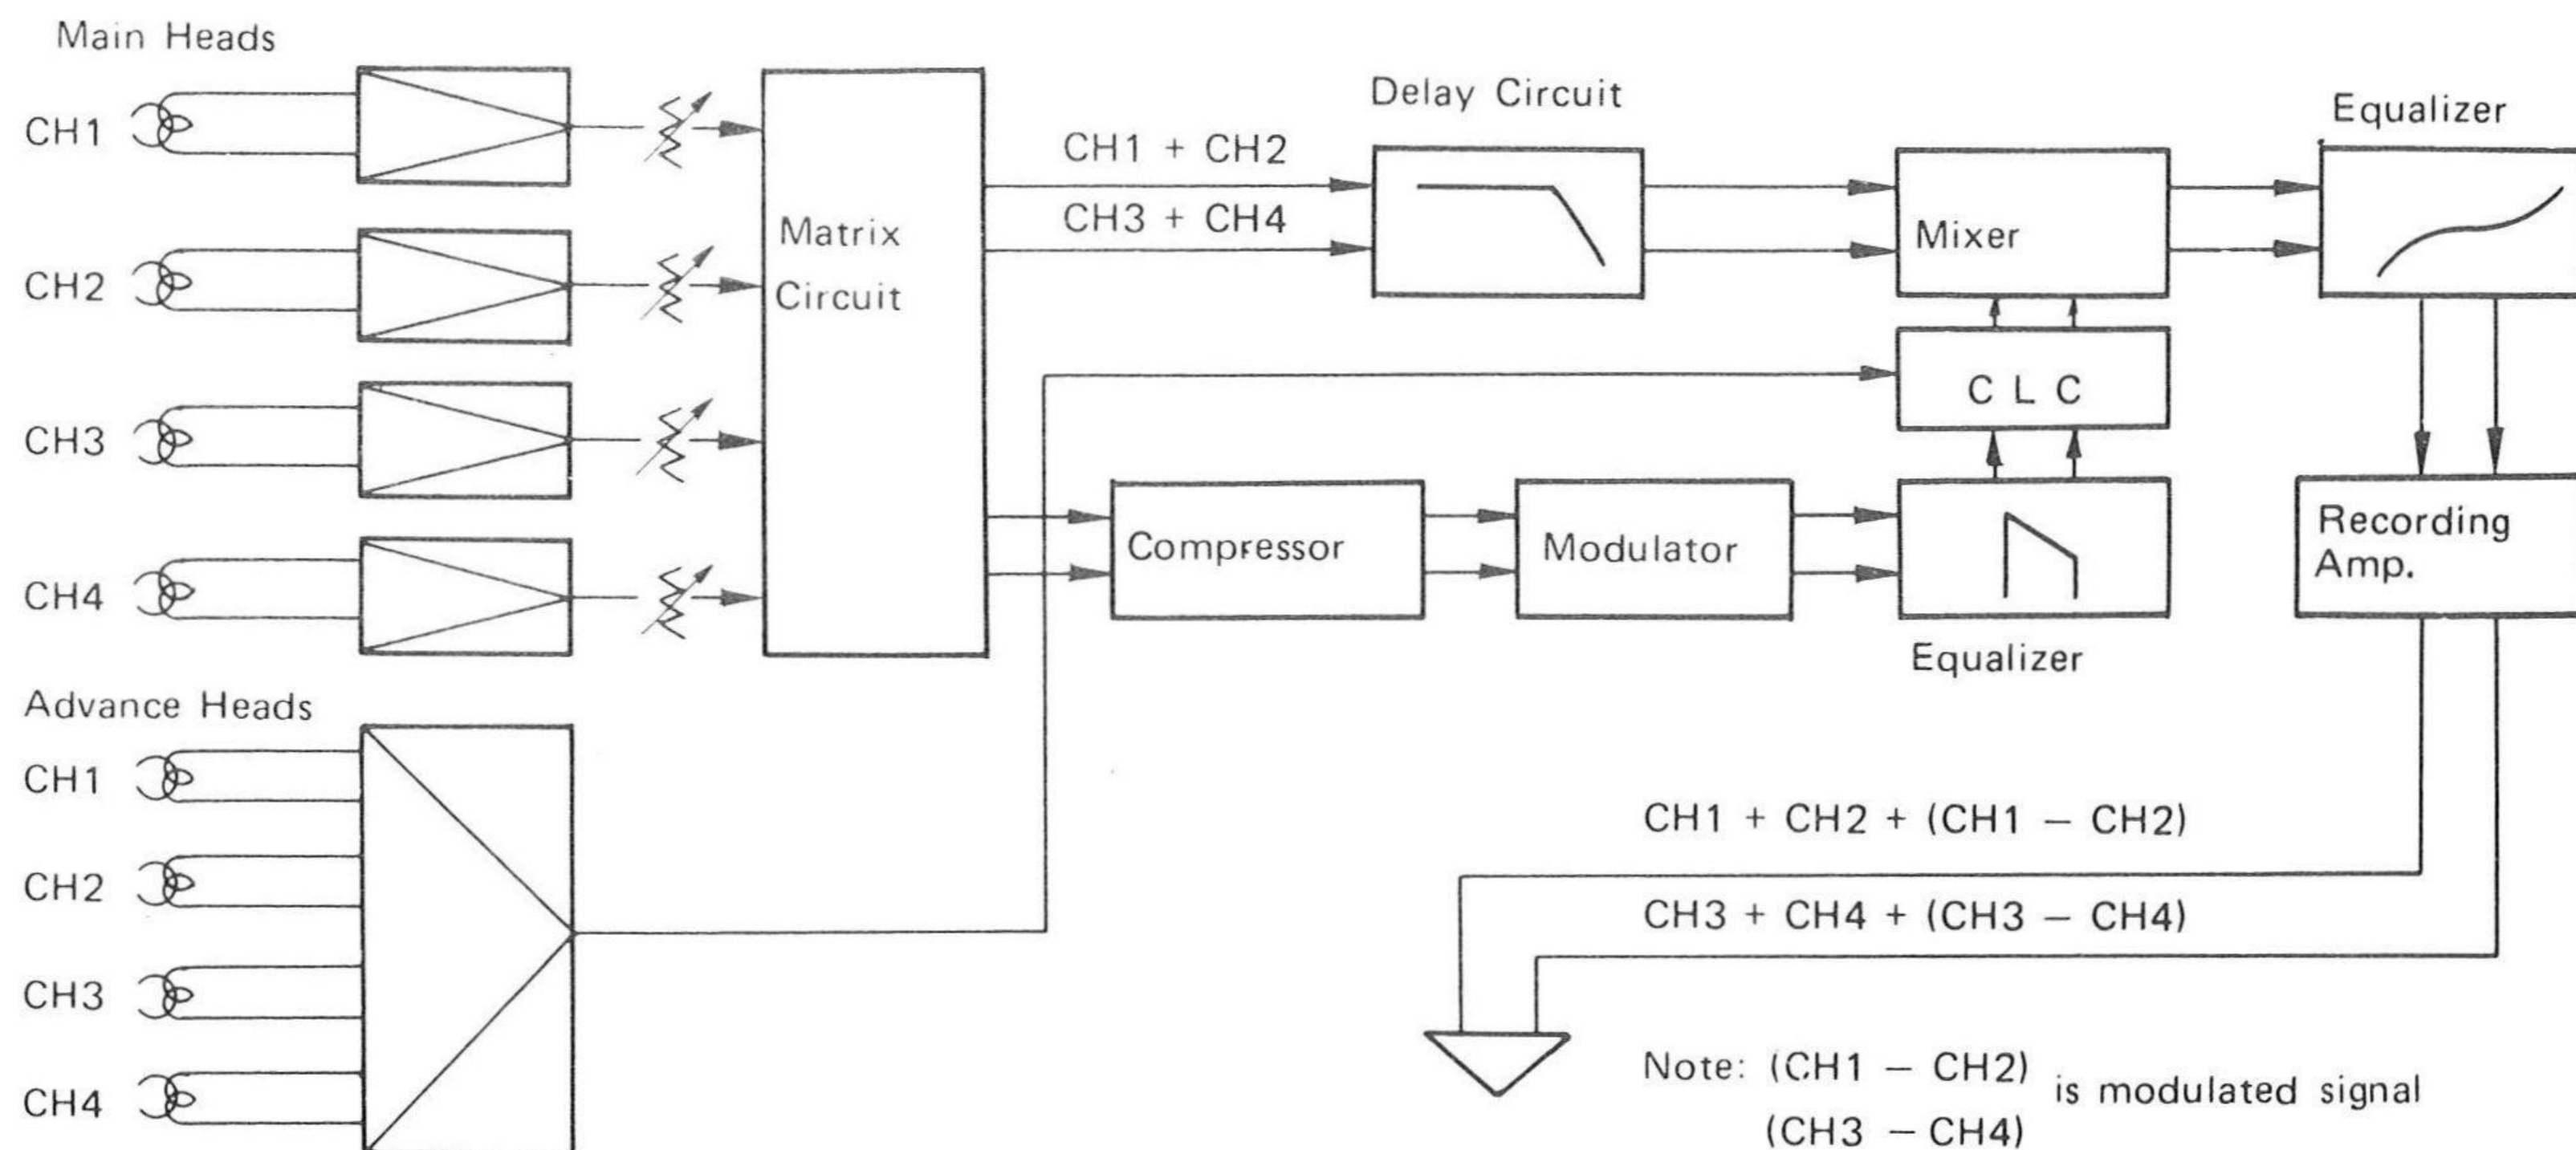 Main Heads
CH1
CH2
CH3
CH4
Matrix
Circuit
CH1 + CH2
CH3 + CH4
Delay Circuit
Mixer
Equalizer
C L C
Compressor
Modulator
Equalizer
Recording
Amp.
Advance Heads
CH1
CH2
CH3
CH4
CH1 + CH2 + (CH1 – CH2)
CH3 + CH4 + (CH3 – CH4)
Note: (CH1 – CH2)
is modulated signal
(CH3 – CH4)